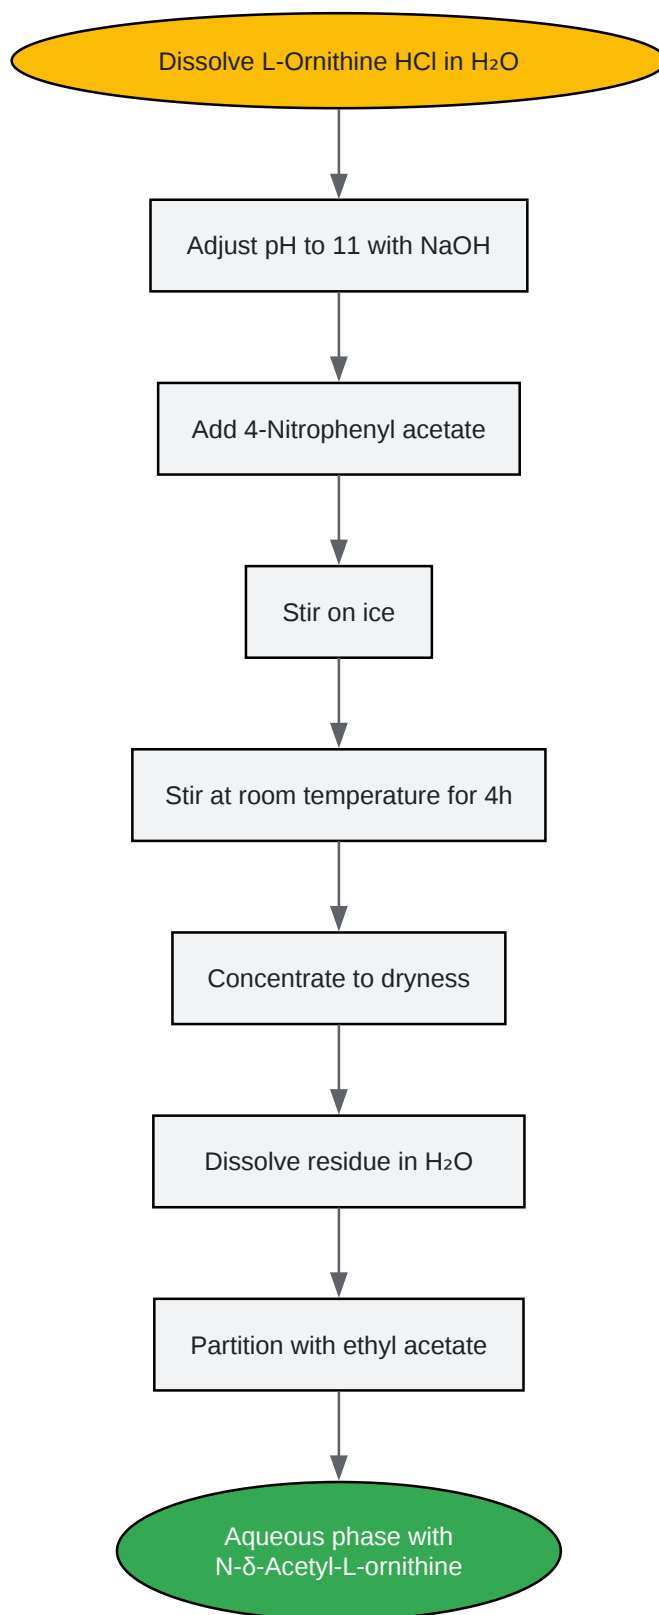 Dissolve L-Ornithine HCl in H₂O
Adjust pH to 11 with NaOH
Add 4-Nitrophenyl acetate
Stir on ice
Stir at room temperature for 4h
Concentrate to dryness
Dissolve residue in H₂O
Partition with ethyl acetate
Aqueous phase with
N-δ-Acetyl-L-ornithine